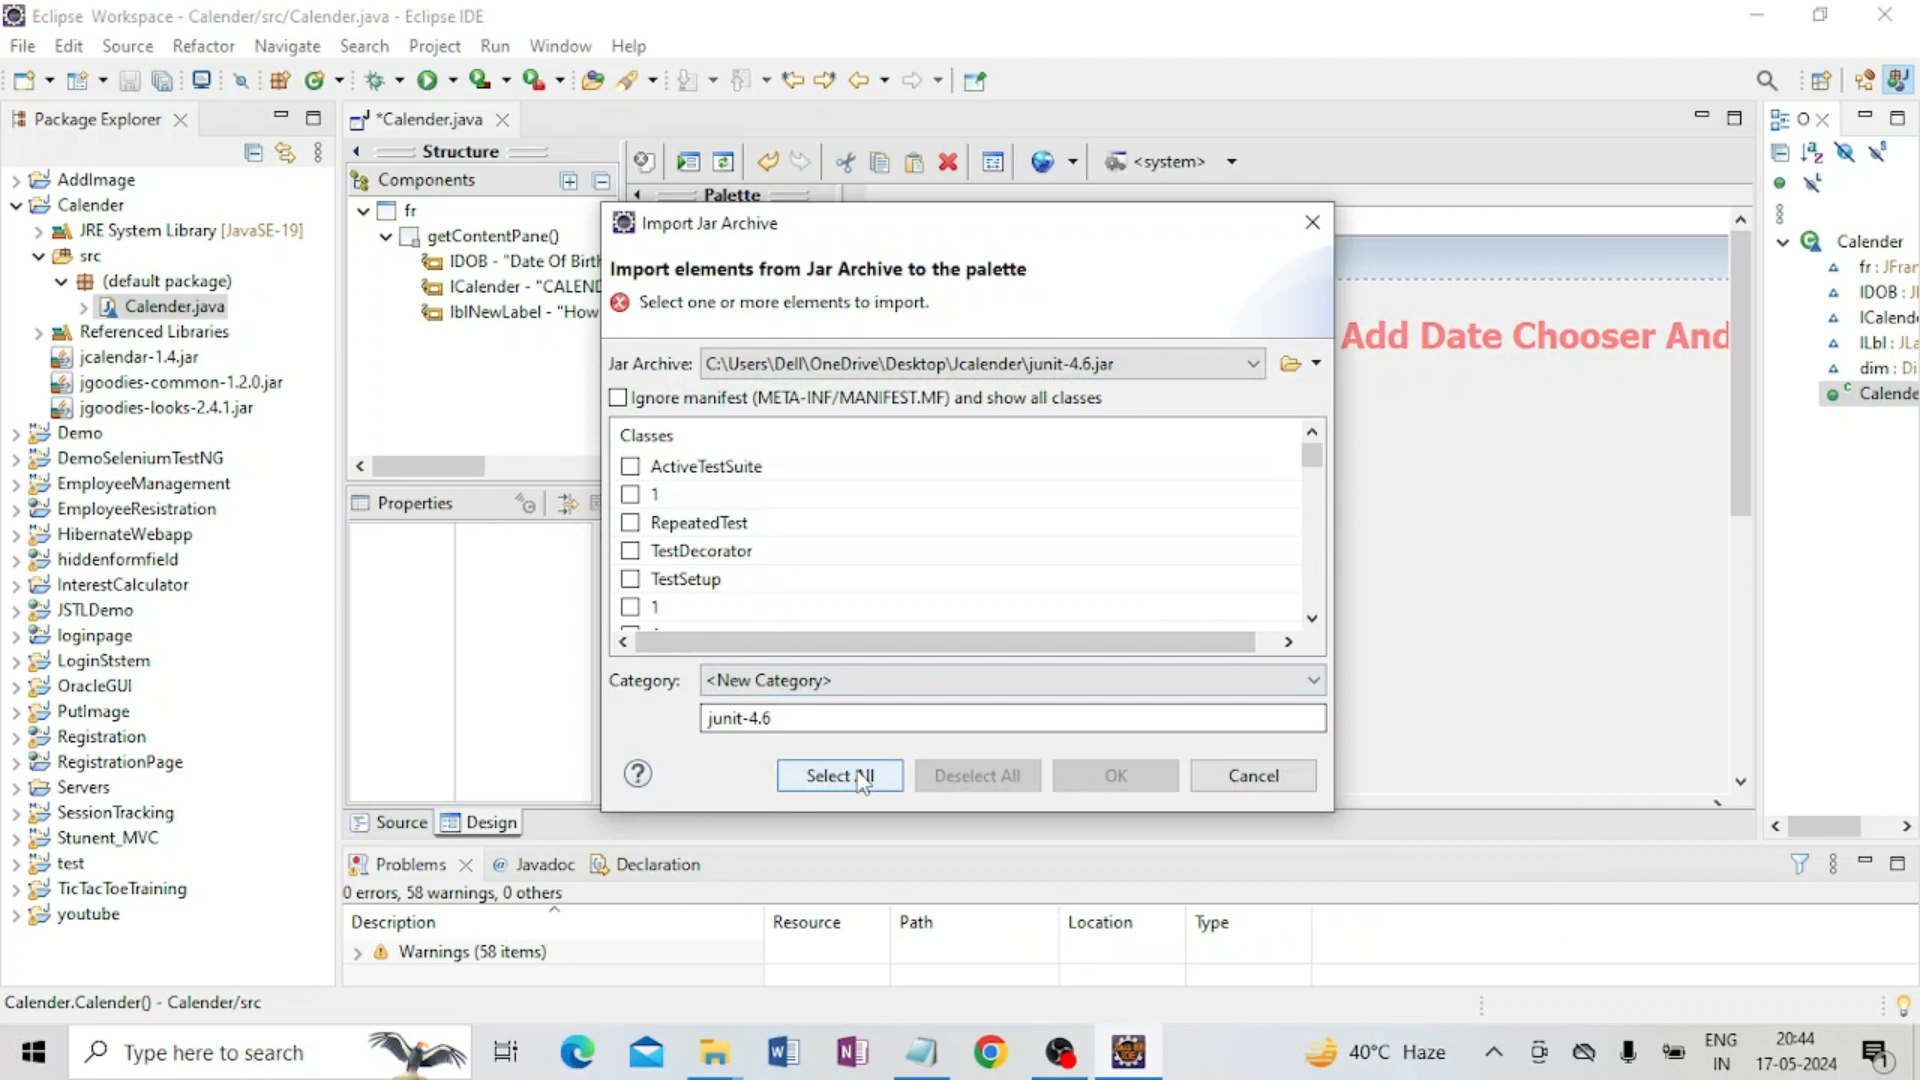 Eclipse Workspace - Calender/src/Calender.java - Eclipse IDE
File Edit Source Refactor Navigate Search Project Run Window Help
Package Explorer
AddImage
Calender
JRE System Library [JavaSE-19]
src
(default package)
Calender.java
Referenced Libraries
jcalendar-1.4.jar
jgoodies-common-1.2.0.jar
jgoodies-looks-2.4.1.jar
Demo
DemoSeleniumTestNG
EmployeeManagement
EmployeeResistration
HibernateWebapp
hiddenformfield
InterestCalculator
JSTLDemo
loginpage
LoginStstem
OracleGUI
PutImage
Registration
RegistrationPage
Servers
SessionTracking
Stunent_MVC
test
TicTacToeTraining
youtube
*Calender.java
Structure
Components
fr
getContentPane()
lDOB - "Date Of Birth
lCalender - "CALEND
lblNewLabel - "How
Properties
<system>
Palette
Import Jar Archive
Import elements from Jar Archive to the palette
Select one or more elements to import.
Jar Archive: C:\Users\Dell\OneDrive\Desktop\Jcalender\junit-4.6.jar
Ignore manifest (META-INF/MANIFEST.MF) and show all classes
Classes
ActiveTestSuite
1
RepeatedTest
TestDecorator
TestSetup
1
Category: <New Category>
junit-4.6
? Select All Deselect All OK Cancel
Add Date Chooser And
O
Calender
fr : JFran
lDOB : Jl
lCalende
lLbl : JLa
dim : Di
Calende
Source Design
Problems @ Javadoc Declaration
0 errors, 58 warnings, 0 others
Description Resource Path Location Type
Warnings (58 items)
Calender.Calender() - Calender/src
Type here to search
40°C Haze
ENG
IN
20:44
17-05-2024
1